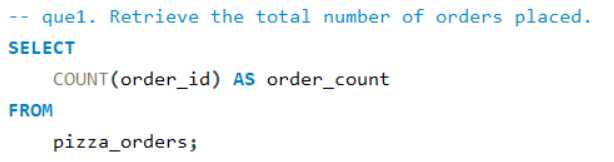 -- que1. Retrieve the total number of orders placed.
SELECT
    COUNT(order_id) AS order_count
FROM
    pizza_orders;